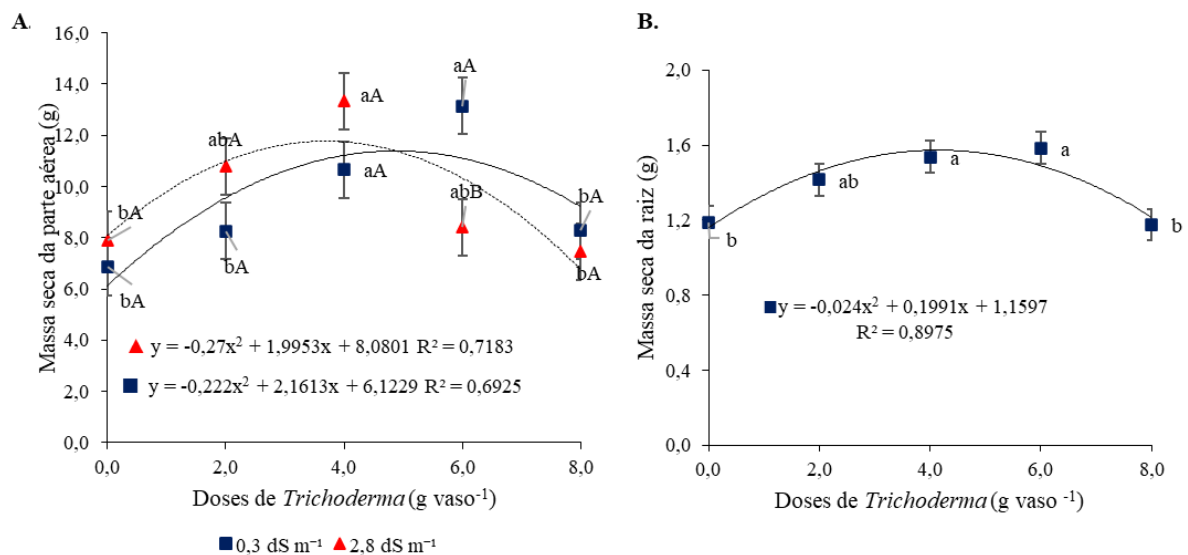 A.
16,0
14,0
12,0
10,0
8,0
6,0
4,0
2,0
0,0
Massa seca da parte aérea (g)
bA
bA
abA
bA
aA
aA
aA
abB
bA
bA
y = -0,27x² + 1,9953x + 8,0801 R² = 0,7183
y = -0,222x² + 2,1613x + 6,1229 R² = 0,6925
0,0 2,0 4,0 6,0 8,0
Doses de Trichoderma (g vaso⁻¹)
0,3 dS m⁻¹ 2,8 dS m⁻¹
B.
2,0
1,6
1,2
0,8
0,4
0,0
Massa seca da raiz (g)
b
ab
a
a
b
y = -0,024x² + 0,1991x + 1,1597
R² = 0,8975
0,0 2,0 4,0 6,0 8,0
Doses de Trichoderma (g vaso ⁻¹)